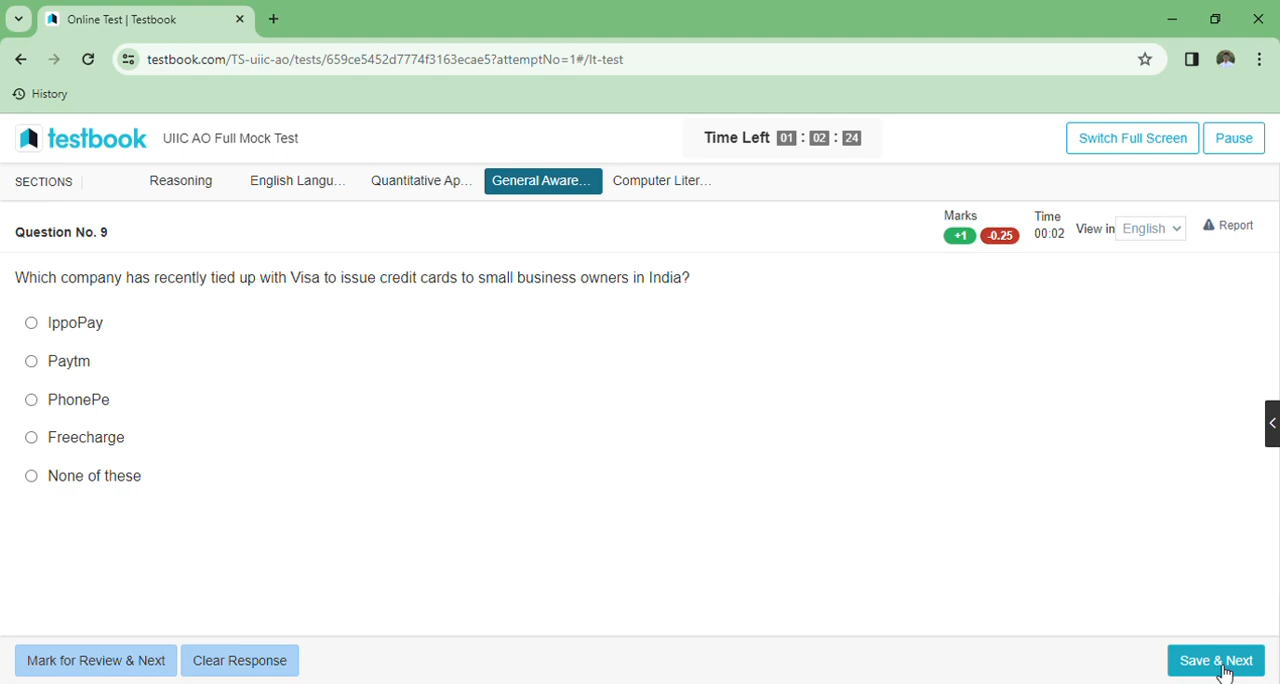 Online Test | Testbook
testbook.com/TS-uiic-ao/tests/659ce5452d7774f3163ecae5?attemptNo=1#/lt-test
History
testbook UIIC AO Full Mock Test Time Left 01 : 02 : 24 Switch Full Screen Pause
SECTIONS Reasoning English Langu... Quantitative Ap... General Aware... Computer Liter...
Question No. 9 Marks +1 -0.25 Time 00:02 View in English Report
Which company has recently tied up with Visa to issue credit cards to small business owners in India?
IppoPay
Paytm
PhonePe
Freecharge
None of these
Mark for Review & Next Clear Response Save & Next